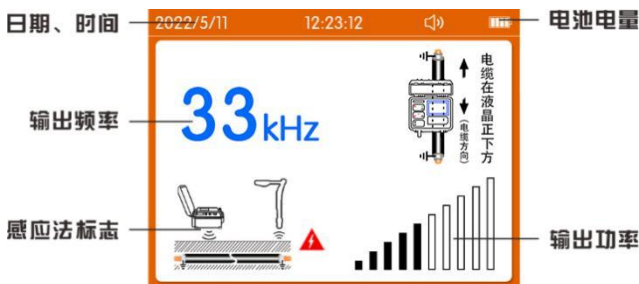 日期、时间
2022/5/11
12:23:12
电池电量
输出频率
33kHz
电缆在液晶正下方
(电缆方向)
感应法标志
输出功率